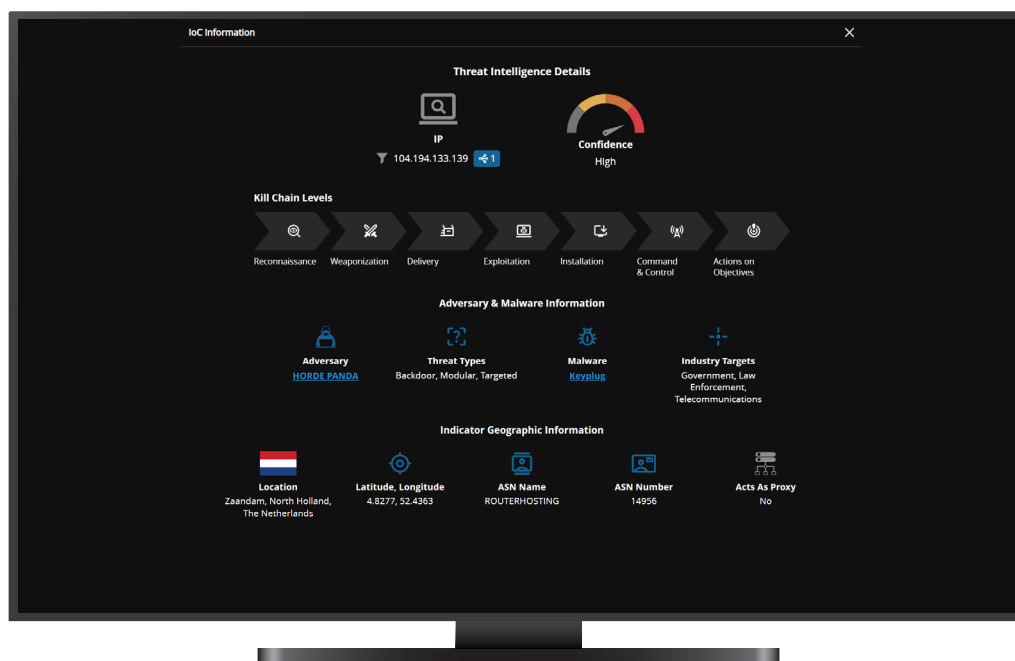 IoC Information
Threat Intelligence Details
IP
104.194.133.139
1
Confidence
High
Kill Chain Levels
Reconnaissance
Weaponization
Delivery
Exploitation
Installation
Command
& Control
Actions on
Objectives
Adversary & Malware Information
Adversary
HORDE PANDA
Threat Types
Backdoor, Modular, Targeted
Malware
Keyplug
Industry Targets
Government, Law
Enforcement,
Telecommunications
Indicator Geographic Information
Location
Zaandam, North Holland,
The Netherlands
Latitude, Longitude
4.8277, 52.4363
ASN Name
ROUTERHOSTING
ASN Number
14956
Acts As Proxy
No